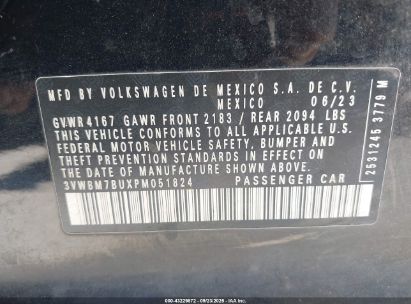 MFD BY VOLKSWAGEN DE MEXICO S.A. DE C.V.
MEXICO 06/23
GVWR 4167 GAWR FRONT 2183 / REAR 2094 LBS
THIS VEHICLE CONFORMS TO ALL APPLICABLE U.S.
FEDERAL MOTOR VEHICLE SAFETY, BUMPER AND
THEFT PREVENTION STANDARDS IN EFFECT ON THE
DATE OF MANUFACTURE SHOWN ABOVE.
3VWBM7BUXPM051824 PASSENGER CAR
2531245 3779 M